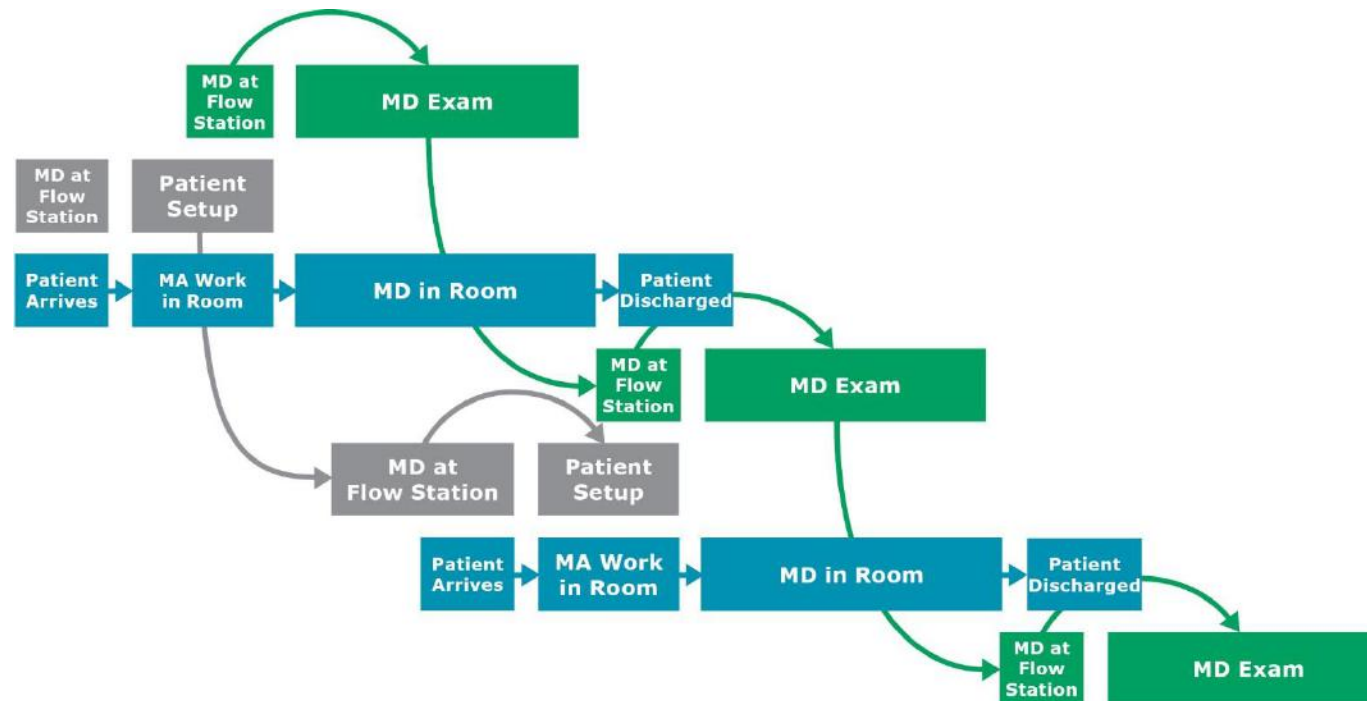 MD at
Flow
Station
MD Exam
MD at
Flow
Station
Patient
Setup
Patient
Arrives
MA Work
in Room
MD in Room
Patient
Discharged
MD at
Flow
Station
MD Exam
MD at
Flow Station
Patient
Setup
Patient
Arrives
MA Work
in Room
MD in Room
Patient
Discharged
MD at
Flow
Station
MD Exam